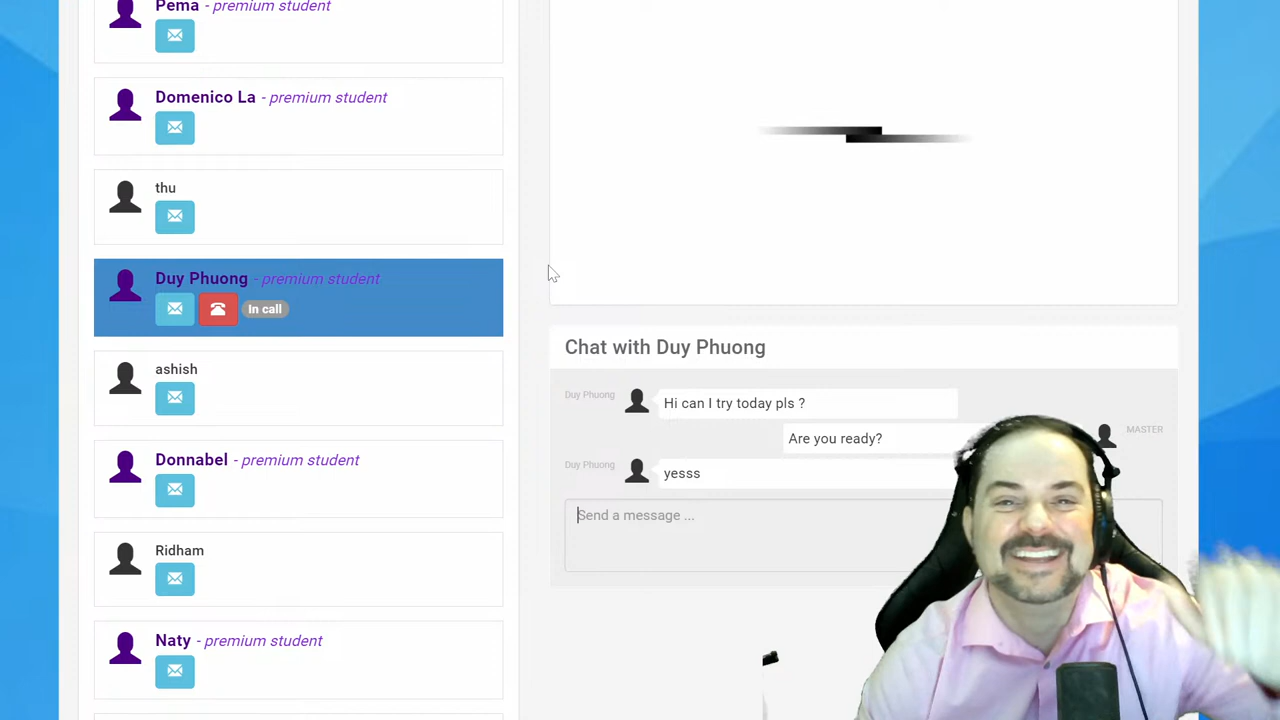 Pema - premium student
Domenico La - premium student
thu
Duy Phuong - premium student
In call
ashish
Donnabel - premium student
Ridham
Naty - premium student
Chat with Duy Phuong
Duy Phuong
Hi can I try today pls ?
Are you ready?
MASTER
Duy Phuong
yesss
Send a message ...